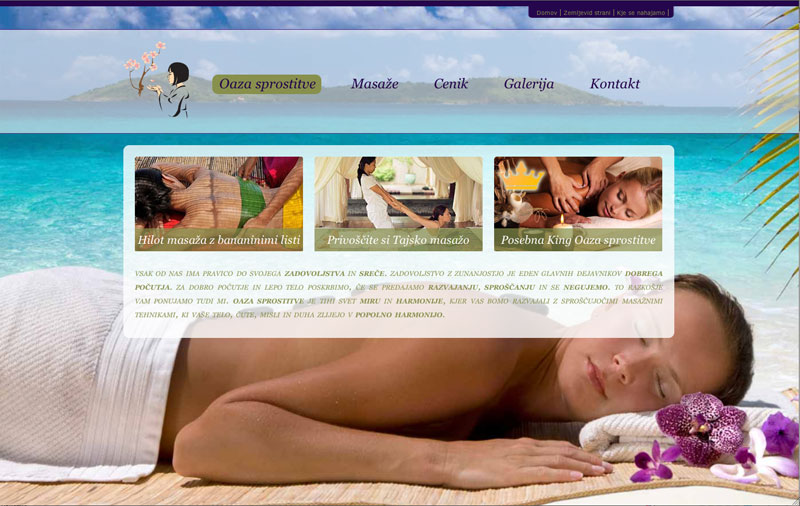 Domov | Zemljevid strani | Kje se nahajamo |
Oaza sprostitve Masaže Cenik Galerija Kontakt
Hilot masaža z bananinimi listi
Privoščite si Tajsko masažo
Posebna King Oaza sprostitve
VSAK OD NAS IMA PRAVICO DO SVOJEGA ZADOVOLJSTVA IN SREČE. ZADOVOLJSTVO Z ZUNANJOSTJO JE EDEN GLAVNIH DEJAVNIKOV DOBREGA
POČUTJA. ZA DOBRO POČUTJE IN LEPO TELO POSKRBIMO, ČE SE PREDAJAMO RAZVAJANJU, SPROŠČANJU IN SE NEGUJEMO. TO RAZKOŠJE
VAM PONUJAMO TUDI MI. OAZA SPROSTITVE JE TIHI SVET MIRU IN HARMONIJE, KJER VAS BOMO RAZVAJALI Z SPROŠČUJOČIMI MASAŽNIMI
TEHNIKAMI, KI VAŠE TELO, ČUTE, MISLI IN DUHA ZLIJEJO V POPOLNO HARMONIJO.